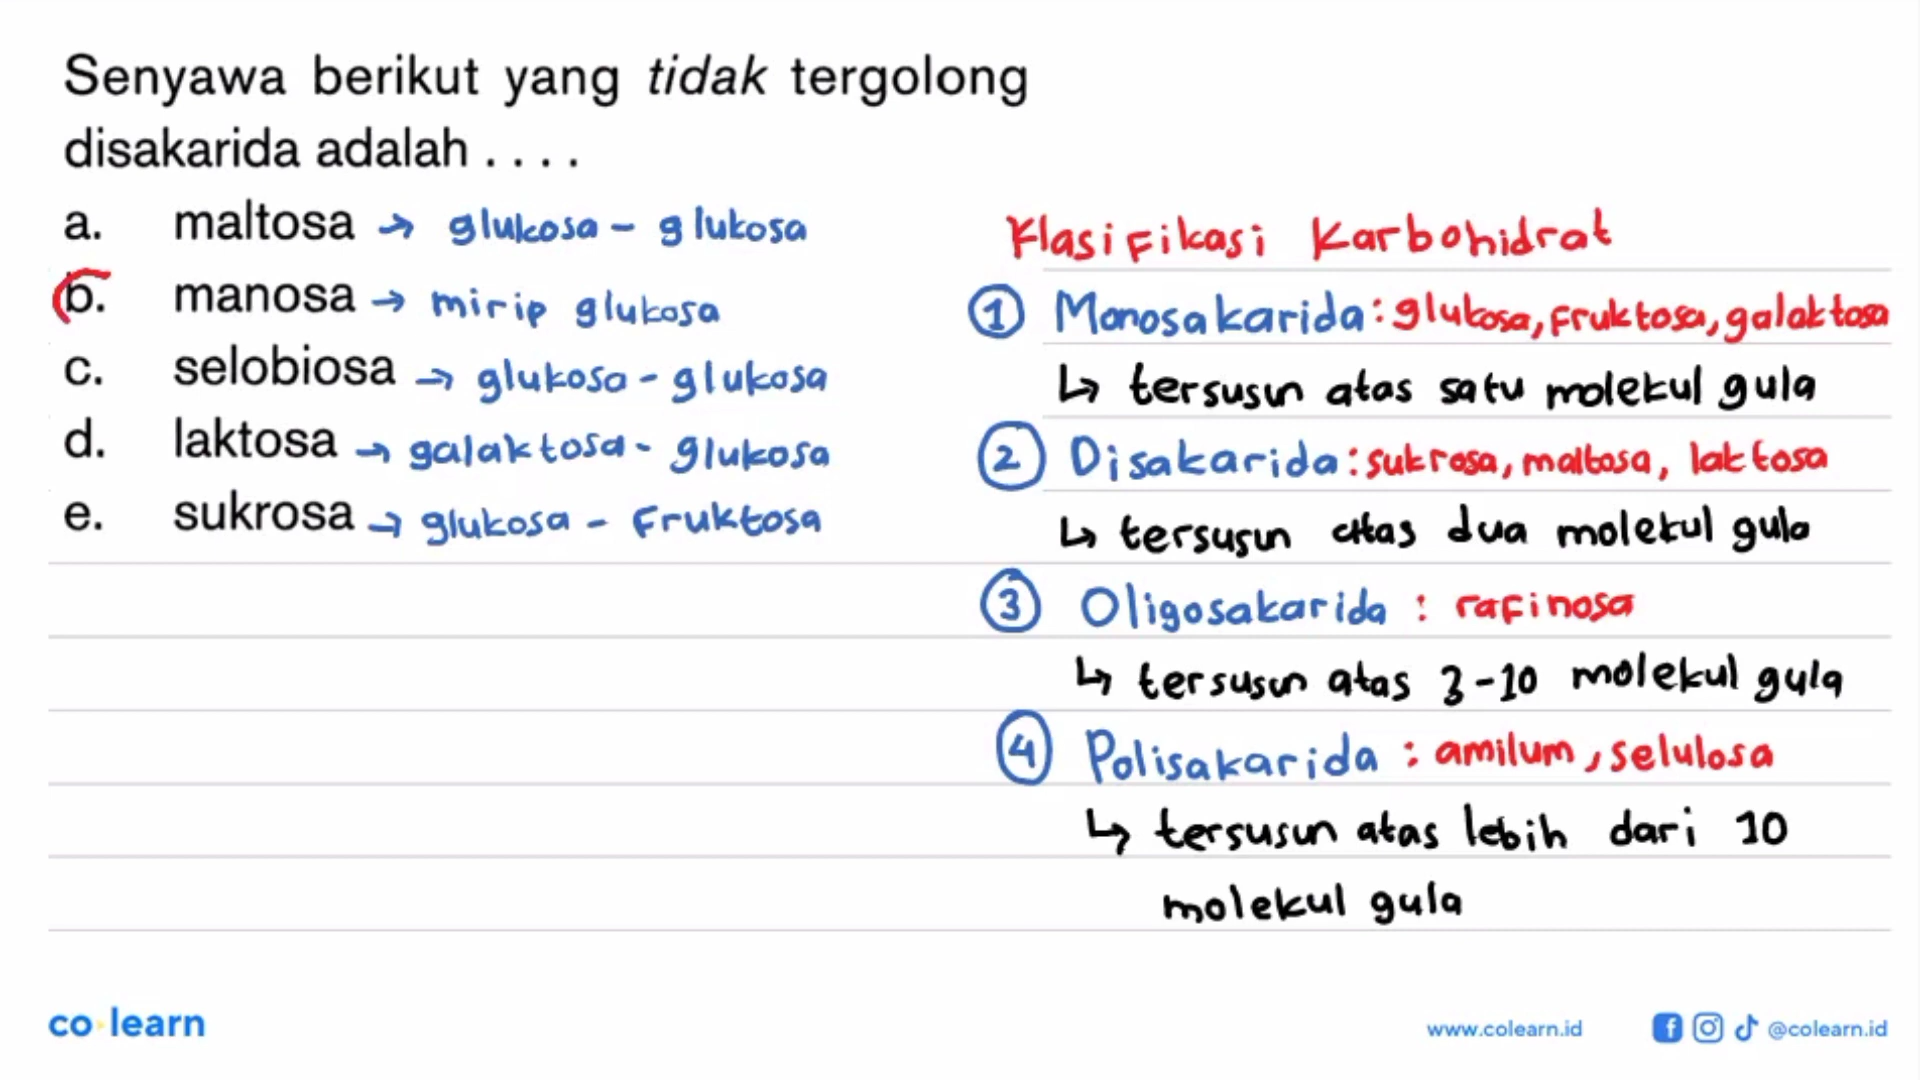 Senyawa berikut yang tidak tergolong
disakarida adalah . . . .
a. maltosa → glukosa - glukosa
b. manosa → mirip glukosa
c. selobiosa → glukosa - glukosa
d. laktosa → galaktosa - glukosa
e. sukrosa → glukosa - Fruktosa
Klasifikasi Karbohidrat
1 Monosakarida : glukosa, Fruktosa, galaktosa
↳ tersusun atas satu molekul gula
2 Disakarida : sukrosa, maltosa, laktosa
↳ tersusun atas dua molekul gula
3 Oligosakarida : rafinosa
↳ tersusun atas 3-10 molekul gula
4 Polisakarida : amilum, selulosa
↳ tersusun atas lebih dari 10
molekul gula
co learn
www.colearn.id
@colearn.id